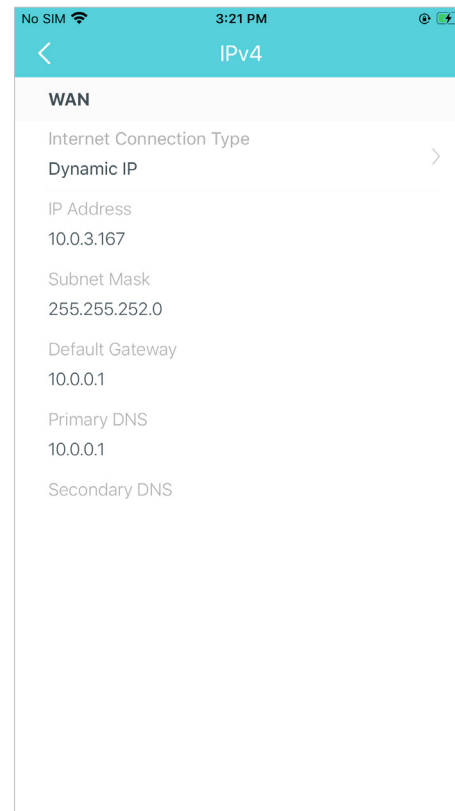 No SIM 3:21 PM
IPv4
WAN
Internet Connection Type
Dynamic IP
IP Address
10.0.3.167
Subnet Mask
255.255.252.0
Default Gateway
10.0.0.1
Primary DNS
10.0.0.1
Secondary DNS